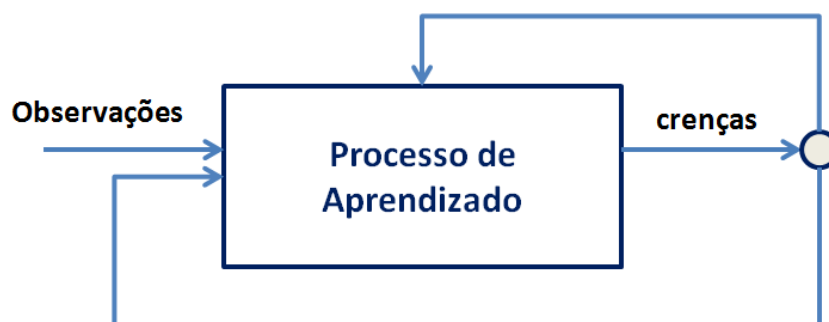 Observações
crenças
Processo de
Aprendizado